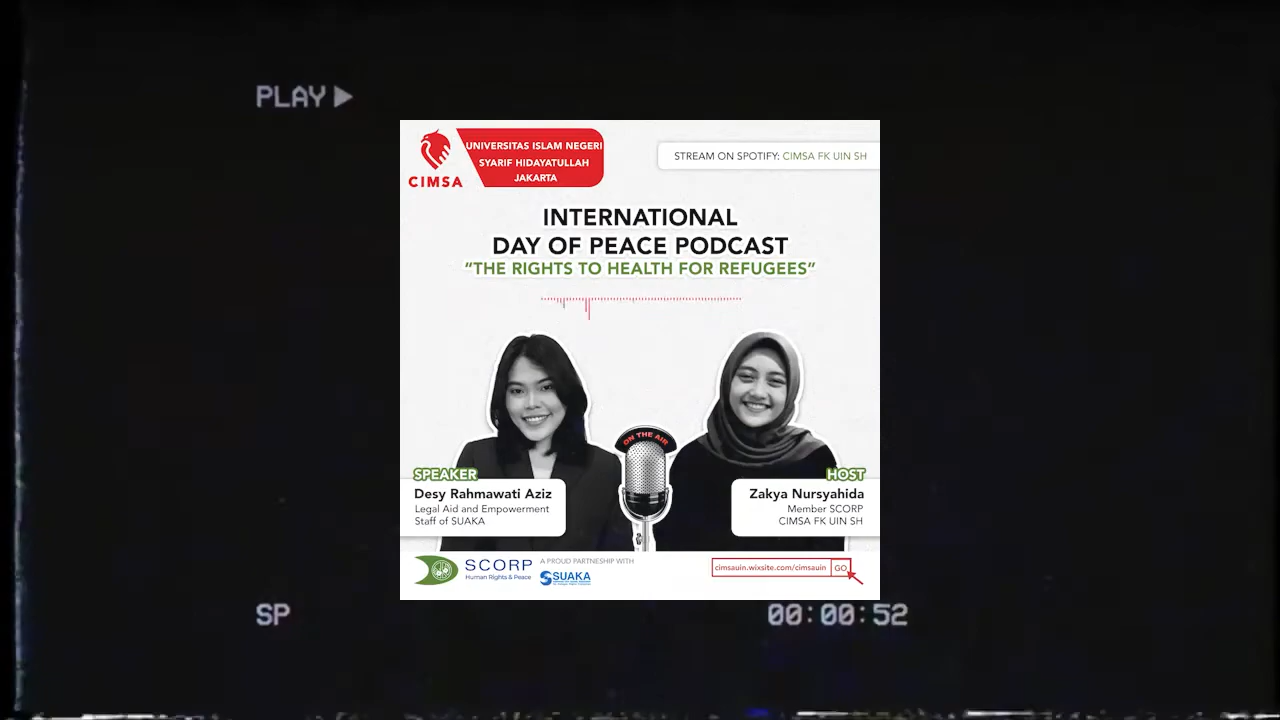 PLAY
CIMSA
UNIVERSITAS ISLAM NEGERI
SYARIF HIDAYATULLAH
JAKARTA
STREAM ON SPOTIFY: CIMSA FK UIN SH
INTERNATIONAL
DAY OF PEACE PODCAST
“THE RIGHTS TO HEALTH FOR REFUGEES”
ON THE AIR
SPEAKER
Desy Rahmawati Aziz
Legal Aid and Empowerment
Staff of SUAKA
HOST
Zakya Nursyahida
Member SCORP
CIMSA FK UIN SH
SCORP
Human Rights & Peace
A PROUD PARTNESHIP WITH
SUAKA
cimsauin.wixsite.com/cimsauin GO
SP
00:00:52